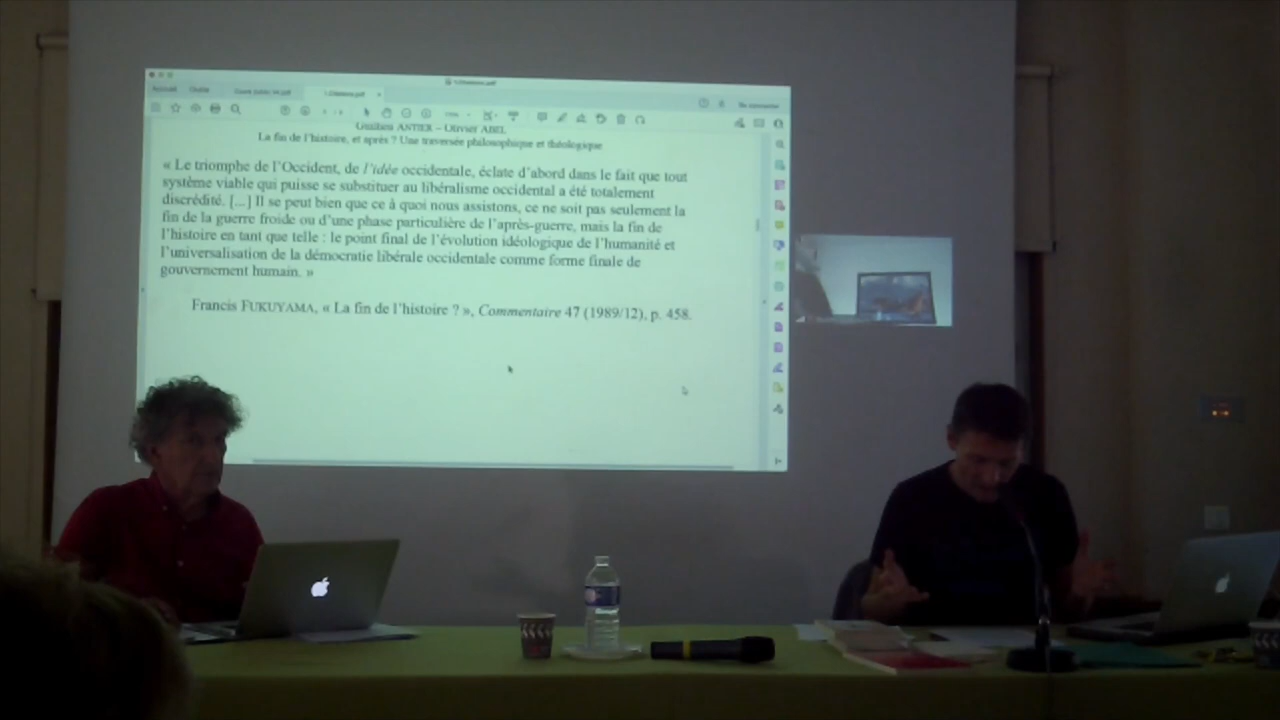 Accueil Outils
Guilhen ANTIER – Olivier ABEL
La fin de l'histoire, et après ? Une traversée philosophique et théologique
« Le triomphe de l'Occident, de l'idée occidentale, éclate d'abord dans le fait que tout
système viable qui puisse se substituer au libéralisme occidental a été totalement
discrédité. [...] Il se peut bien que ce à quoi nous assistons, ce ne soit pas seulement la
fin de la guerre froide ou d'une phase particulière de l'après-guerre, mais la fin de
l'histoire en tant que telle : le point final de l'évolution idéologique de l'humanité et
l'universalisation de la démocratie libérale occidentale comme forme finale de
gouvernement humain. »
Francis FUKUYAMA, « La fin de l'histoire ? », Commentaire 47 (1989/12), p. 458.